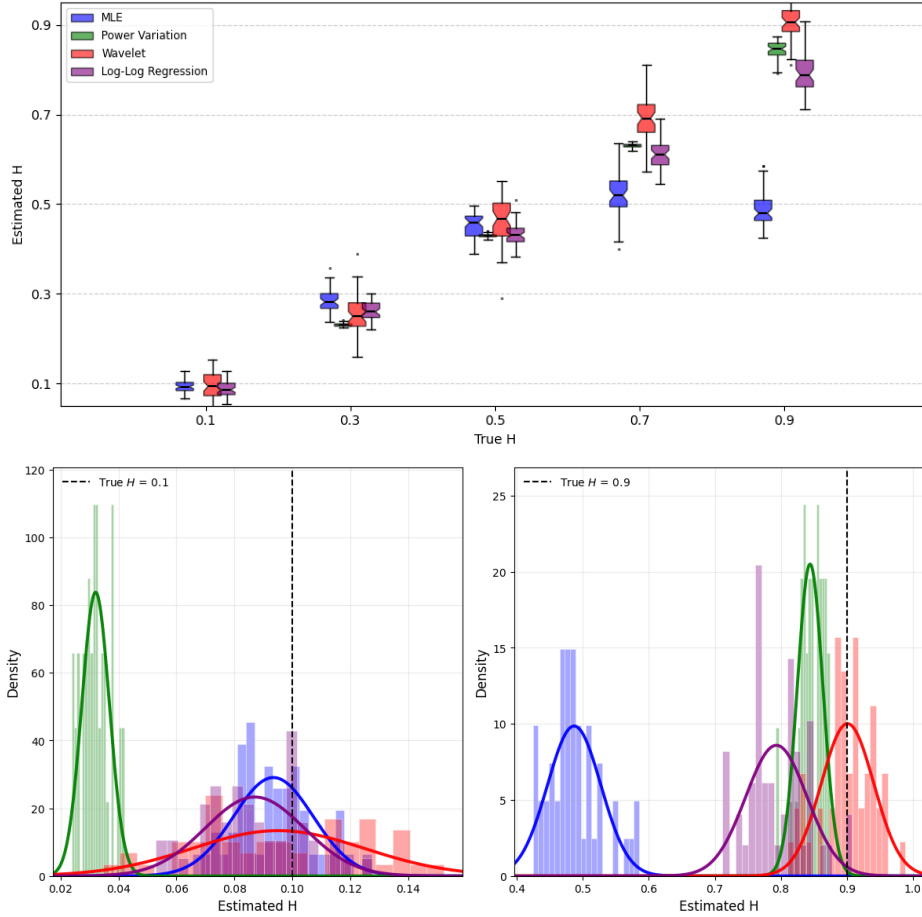 MLE
Power Variation
Wavelet
Log-Log Regression
Estimated H
0.9
0.7
0.5
0.3
0.1
0.1 0.3 0.5 0.7 0.9
True H
True H = 0.1
Density
120
100
80
60
40
20
0
0.02 0.04 0.06 0.08 0.10 0.12 0.14
Estimated H
True H = 0.9
Density
25
20
15
10
5
0
0.4 0.5 0.6 0.7 0.8 0.9 1.0
Estimated H